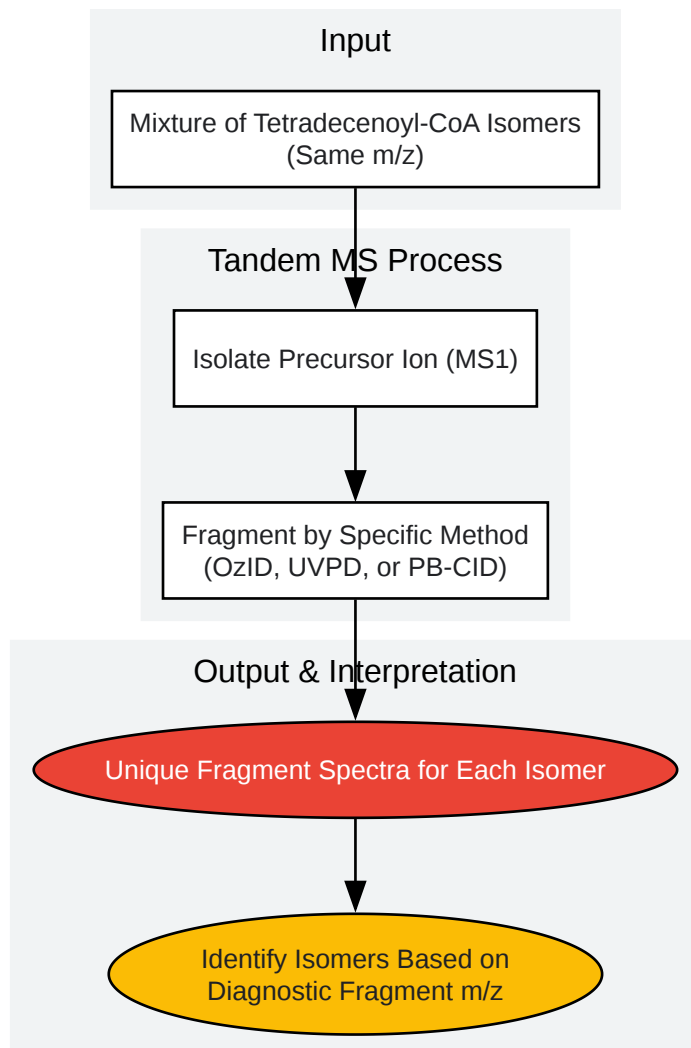 Input
Mixture of Tetradecenoyl-CoA Isomers
(Same m/z)
Tandem MS Process
Isolate Precursor Ion (MS1)
Fragment by Specific Method
(OzID, UVPD, or PB-CID)
Output & Interpretation
Unique Fragment Spectra for Each Isomer
Identify Isomers Based on
Diagnostic Fragment m/z